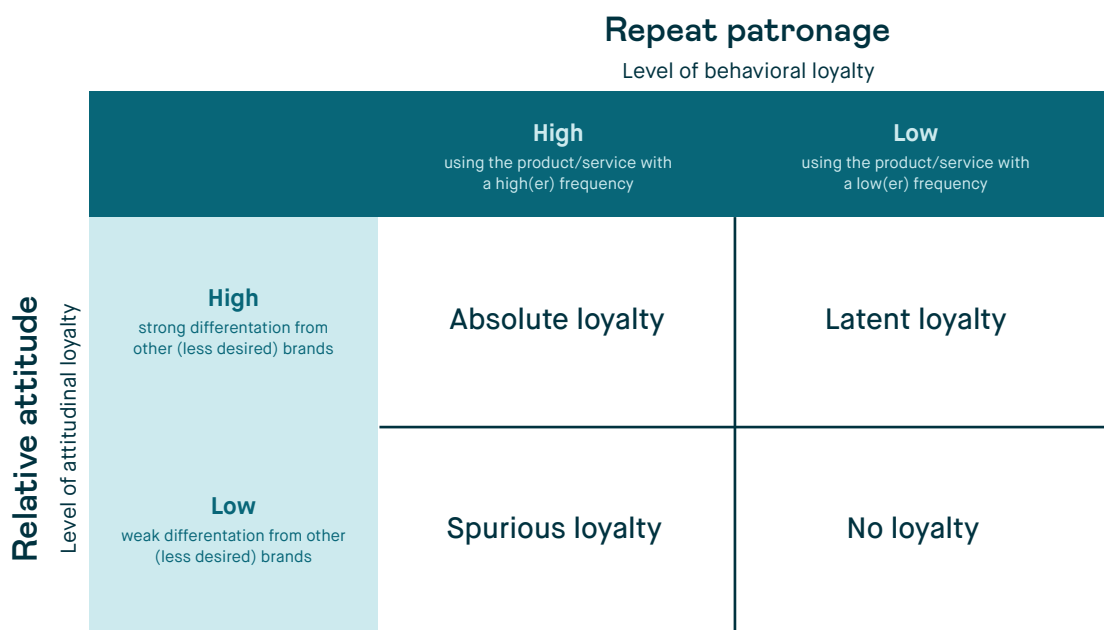 Repeat patronage
Level of behavioral loyalty
High
using the product/service with
a high(er) frequency
Low
using the product/service with
a low(er) frequency
Relative attitude
Level of attitudinal loyalty
High
strong differentation from
other (less desired) brands
Absolute loyalty
Latent loyalty
Low
weak differentation from other
(less desired) brands
Spurious loyalty
No loyalty